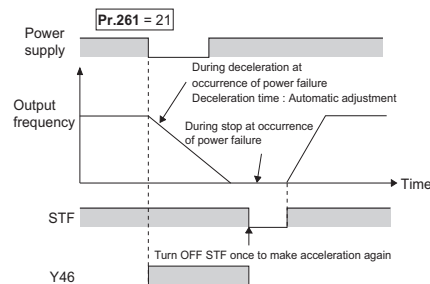 Pr.261 = 21
Power
supply
During deceleration at
occurrence of power failure
Deceleration time : Automatic adjustment
Output
frequency
During stop at occurrence
of power failure
Time
STF
Turn OFF STF once to make acceleration again
Y46